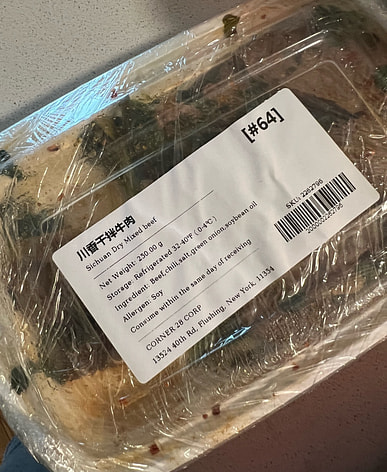 [#64]
川香干拌牛肉
Sichuan Dry Mixed beef
Net Weight: 250.00 g
Storage: Refrigerated 32-40°F ( 0-4℃)
Ingredient: Beef,chili,salt,green onion,soybean oil
Allergen: Soy
Consume within the same day of receiving
CORNER 28 CORP
13524 40th Rd, Flushing, New York, 11354
SKU: 2262796